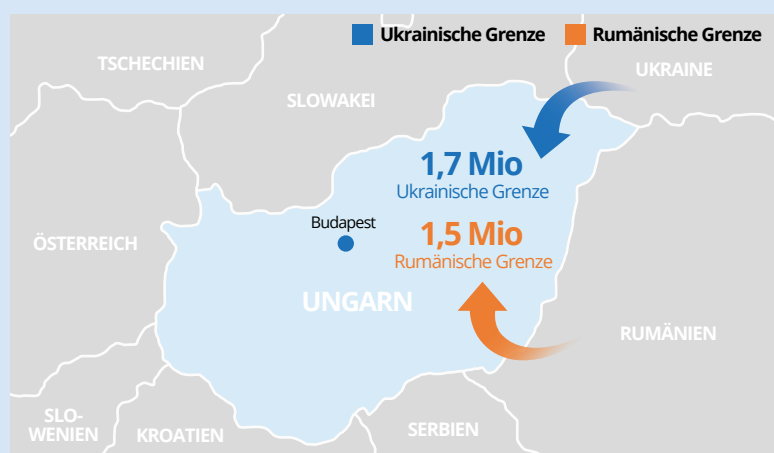 Ukrainische Grenze
Rumänische Grenze
TSCHECHIEN
UKRAINE
SLOWAKEI
1,7 Mio
Ukrainische Grenze
Budapest
1,5 Mio
Rumänische Grenze
ÖSTERREICH
UNGARN
RUMÄNIEN
SLO-
WENIEN
KROATIEN
SERBIEN